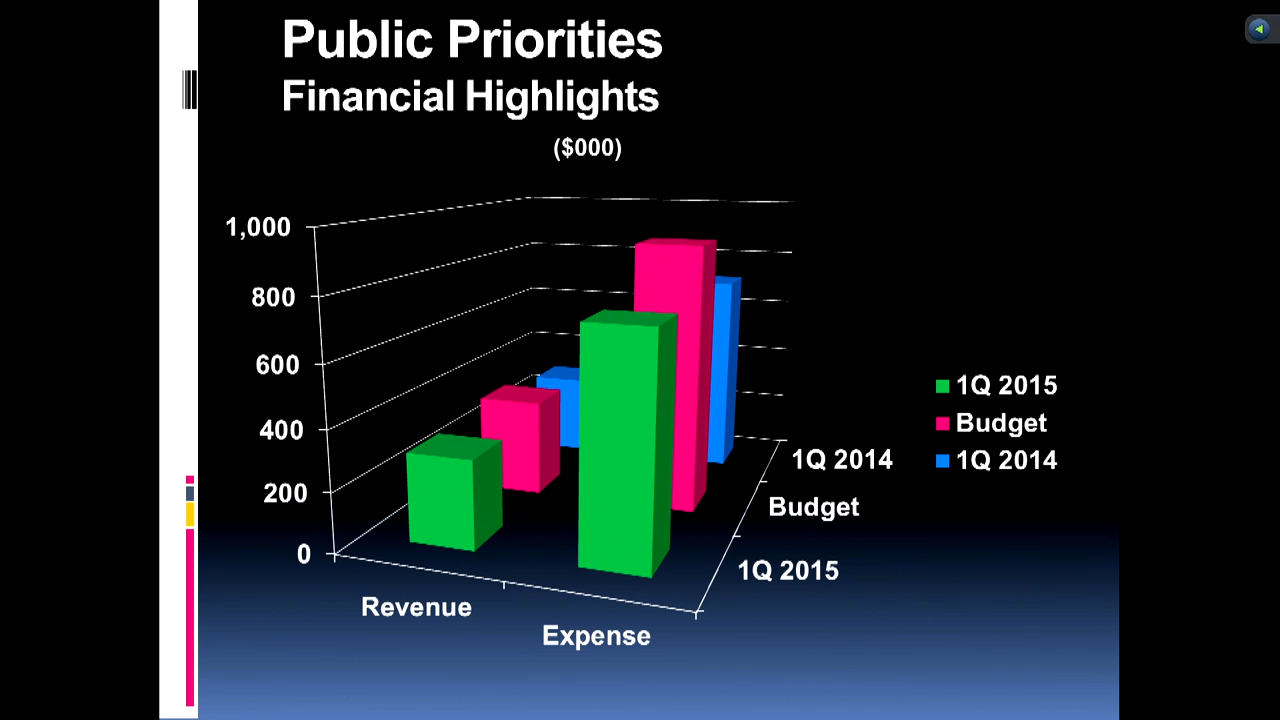 Public Priorities
Financial Highlights
($000)
1,000
800
600
400
200
0
Revenue
Expense
1Q 2014
Budget
1Q 2015
1Q 2015
Budget
1Q 2014